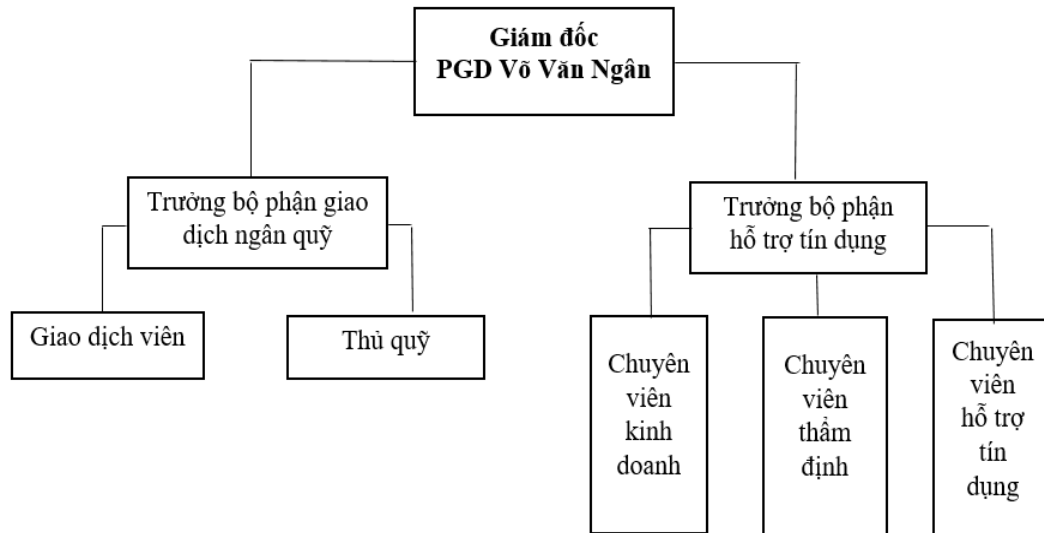 Giám đốc
PGD Võ Văn Ngân
Trưởng bộ phận giao
dịch ngân quỹ
Trưởng bộ phận
hỗ trợ tín dụng
Giao dịch viên
Thủ quỹ
Chuyên
viên
kinh
doanh
Chuyên
viên
thẩm
định
Chuyên
viên
hỗ trợ
tín
dụng